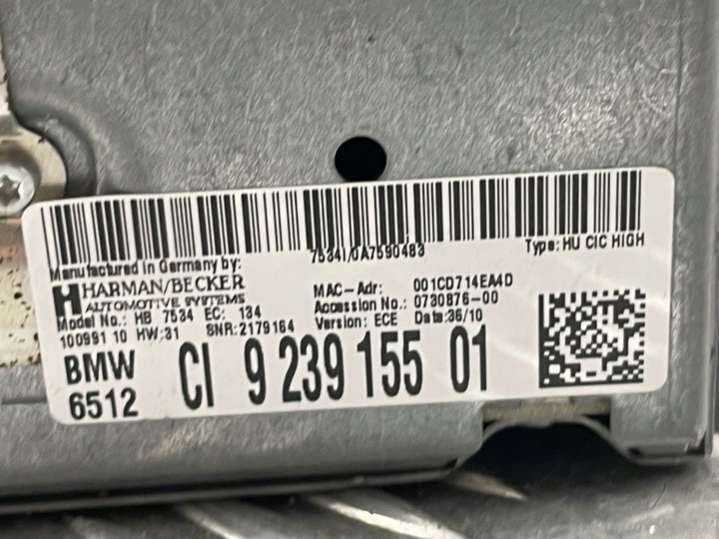 7534I/0A7590483
Manufactured in Germany by:
Type: HU CIC HIGH
HARMAN/BECKER
AUTOMOTIVE SYSTEMS
MAC-Adr: 001CD714EA4D
Model No.: HB 7534 EC: 134
Accession No.: 0730876-00
100991 10 HW:31 SNR:2179164
Version: ECE Date:36/10
BMW
6512
CI 9 239 155 01